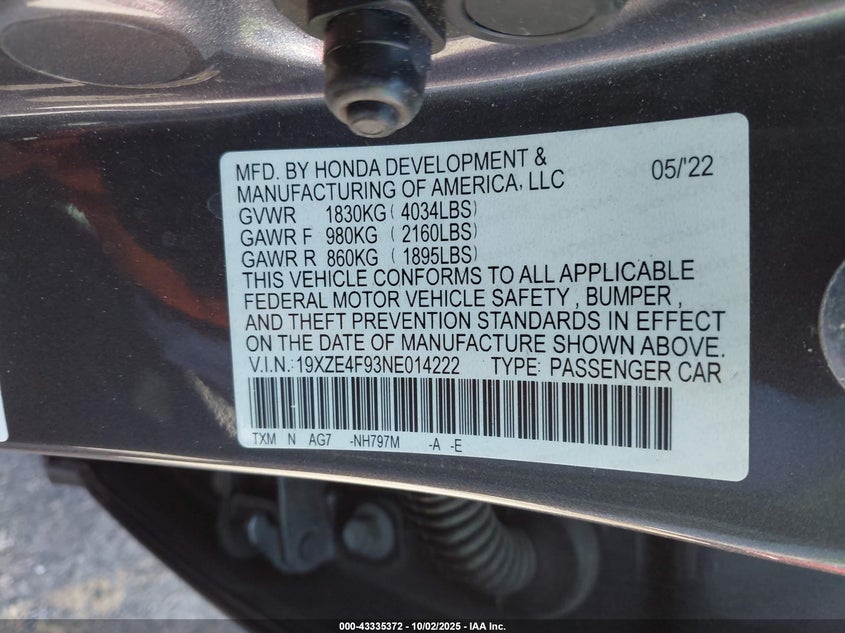 MFD. BY HONDA DEVELOPMENT & 05/'22
MANUFACTURING OF AMERICA, LLC
GVWR 1830KG ( 4034LBS)
GAWR F 980KG ( 2160LBS)
GAWR R 860KG ( 1895LBS)
THIS VEHICLE CONFORMS TO ALL APPLICABLE
FEDERAL MOTOR VEHICLE SAFETY , BUMPER ,
AND THEFT PREVENTION STANDARDS IN EFFECT
ON THE DATE OF MANUFACTURE SHOWN ABOVE.
V.I.N.: 19XZE4F93NE014222 TYPE: PASSENGER CAR
TXM N AG7 -NH797M -A -E
000-43335372 - 10/02/2025 - IAA Inc.